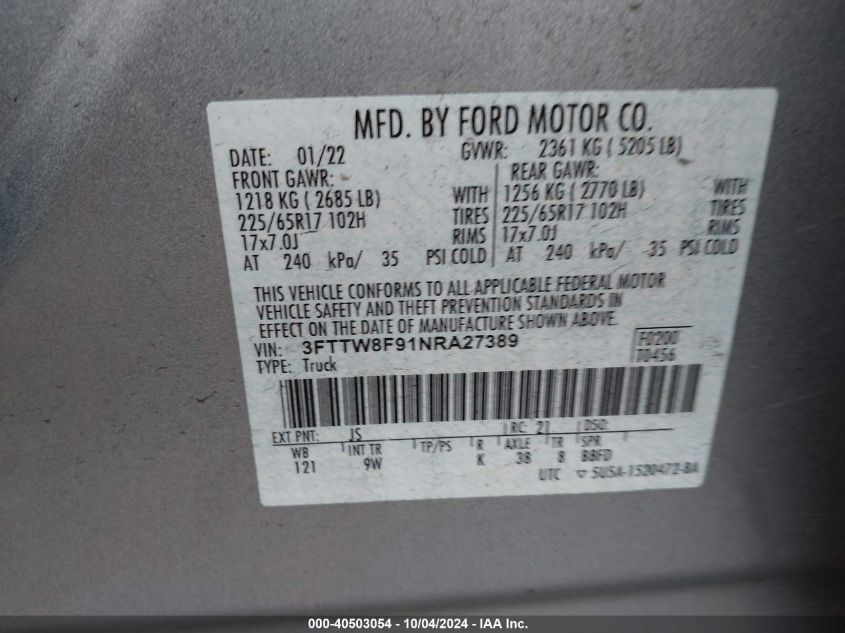 MFD. BY FORD MOTOR CO.
DATE: 01/22 GVWR: 2361 KG ( 5205 LB)
FRONT GAWR: REAR GAWR:
1218 KG ( 2685 LB) WITH 1256 KG ( 2770 LB) WITH
225/65R17 102H TIRES 225/65R17 102H TIRES
17x7.0J RIMS 17x7.0J RIMS
AT 240 kPa/ 35 PSI COLD AT 240 kPa/ 35 PSI COLD
THIS VEHICLE CONFORMS TO ALL APPLICABLE FEDERAL MOTOR
VEHICLE SAFETY AND THEFT PREVENTION STANDARDS IN
EFFECT ON THE DATE OF MANUFACTURE SHOWN ABOVE.
VIN: 3FTTW8F91NRA27389 F0200
TYPE: Truck T0456
EXT PNT: JS RC: 21 DSO:
WB INT TR TP/PS R AXLE TR SPR
121 9W K 38 8 BBFD
UTC ▽ 5U5A-1520472-BA
000-40503054 - 10/04/2024 - IAA Inc.